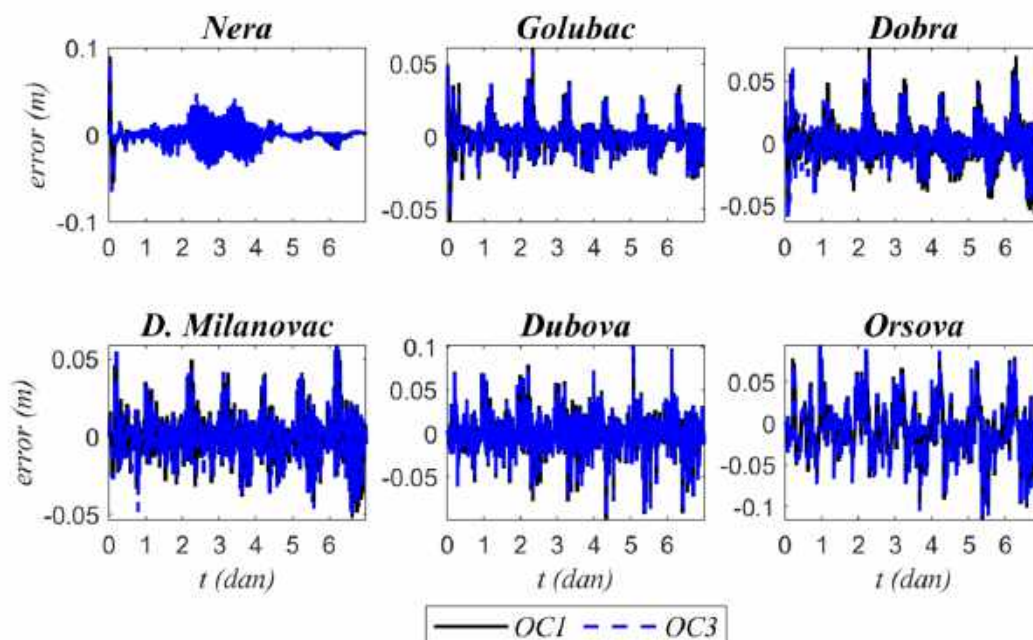 Nera Golubac Dobra
0.1 0.05 0.05
error (m) 0 0 0
-0.1 -0.05 -0.05
0 1 2 3 4 5 6 0 1 2 3 4 5 6 0 1 2 3 4 5 6
D. Milanovac Dubova Orsova
0.05 0.1 0.05
0.05
error (m) 0 0 0
-0.05 -0.05
-0.05 -0.1
0 1 2 3 4 5 6 0 1 2 3 4 5 6 0 1 2 3 4 5 6
t (dan) t (dan) t (dan)
OC1 OC3